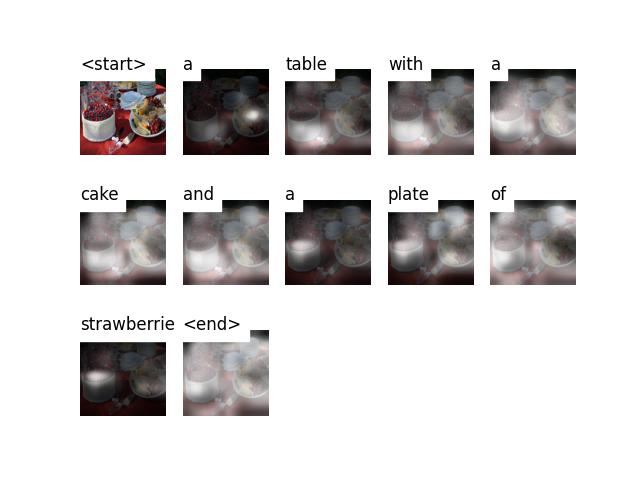 <start> a table with a
cake and a plate of
strawberrie <end>